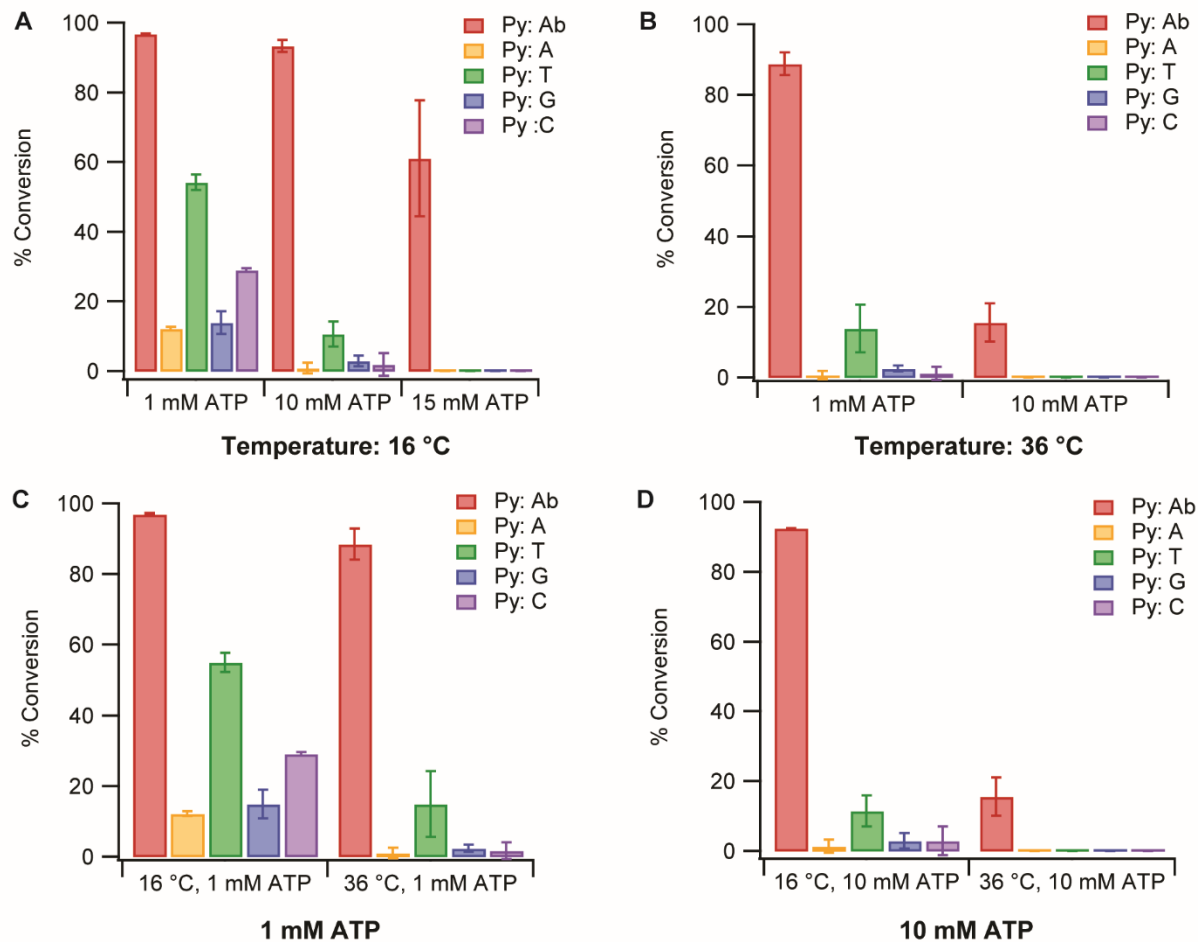 A
% Conversion
100
80
60
40
20
0
Py: Ab
Py: A
Py: T
Py: G
Py :C
1 mM ATP 10 mM ATP 15 mM ATP
Temperature: 16 °C
B
% Conversion
100
80
60
40
20
0
Py: Ab
Py: A
Py: T
Py: G
Py: C
1 mM ATP 10 mM ATP
Temperature: 36 °C
C
% Conversion
100
80
60
40
20
0
Py: Ab
Py: A
Py: T
Py: G
Py: C
16 °C, 1 mM ATP 36 °C, 1 mM ATP
1 mM ATP
D
% Conversion
100
80
60
40
20
0
Py: Ab
Py: A
Py: T
Py: G
Py: C
16 °C, 10 mM ATP 36 °C, 10 mM ATP
10 mM ATP